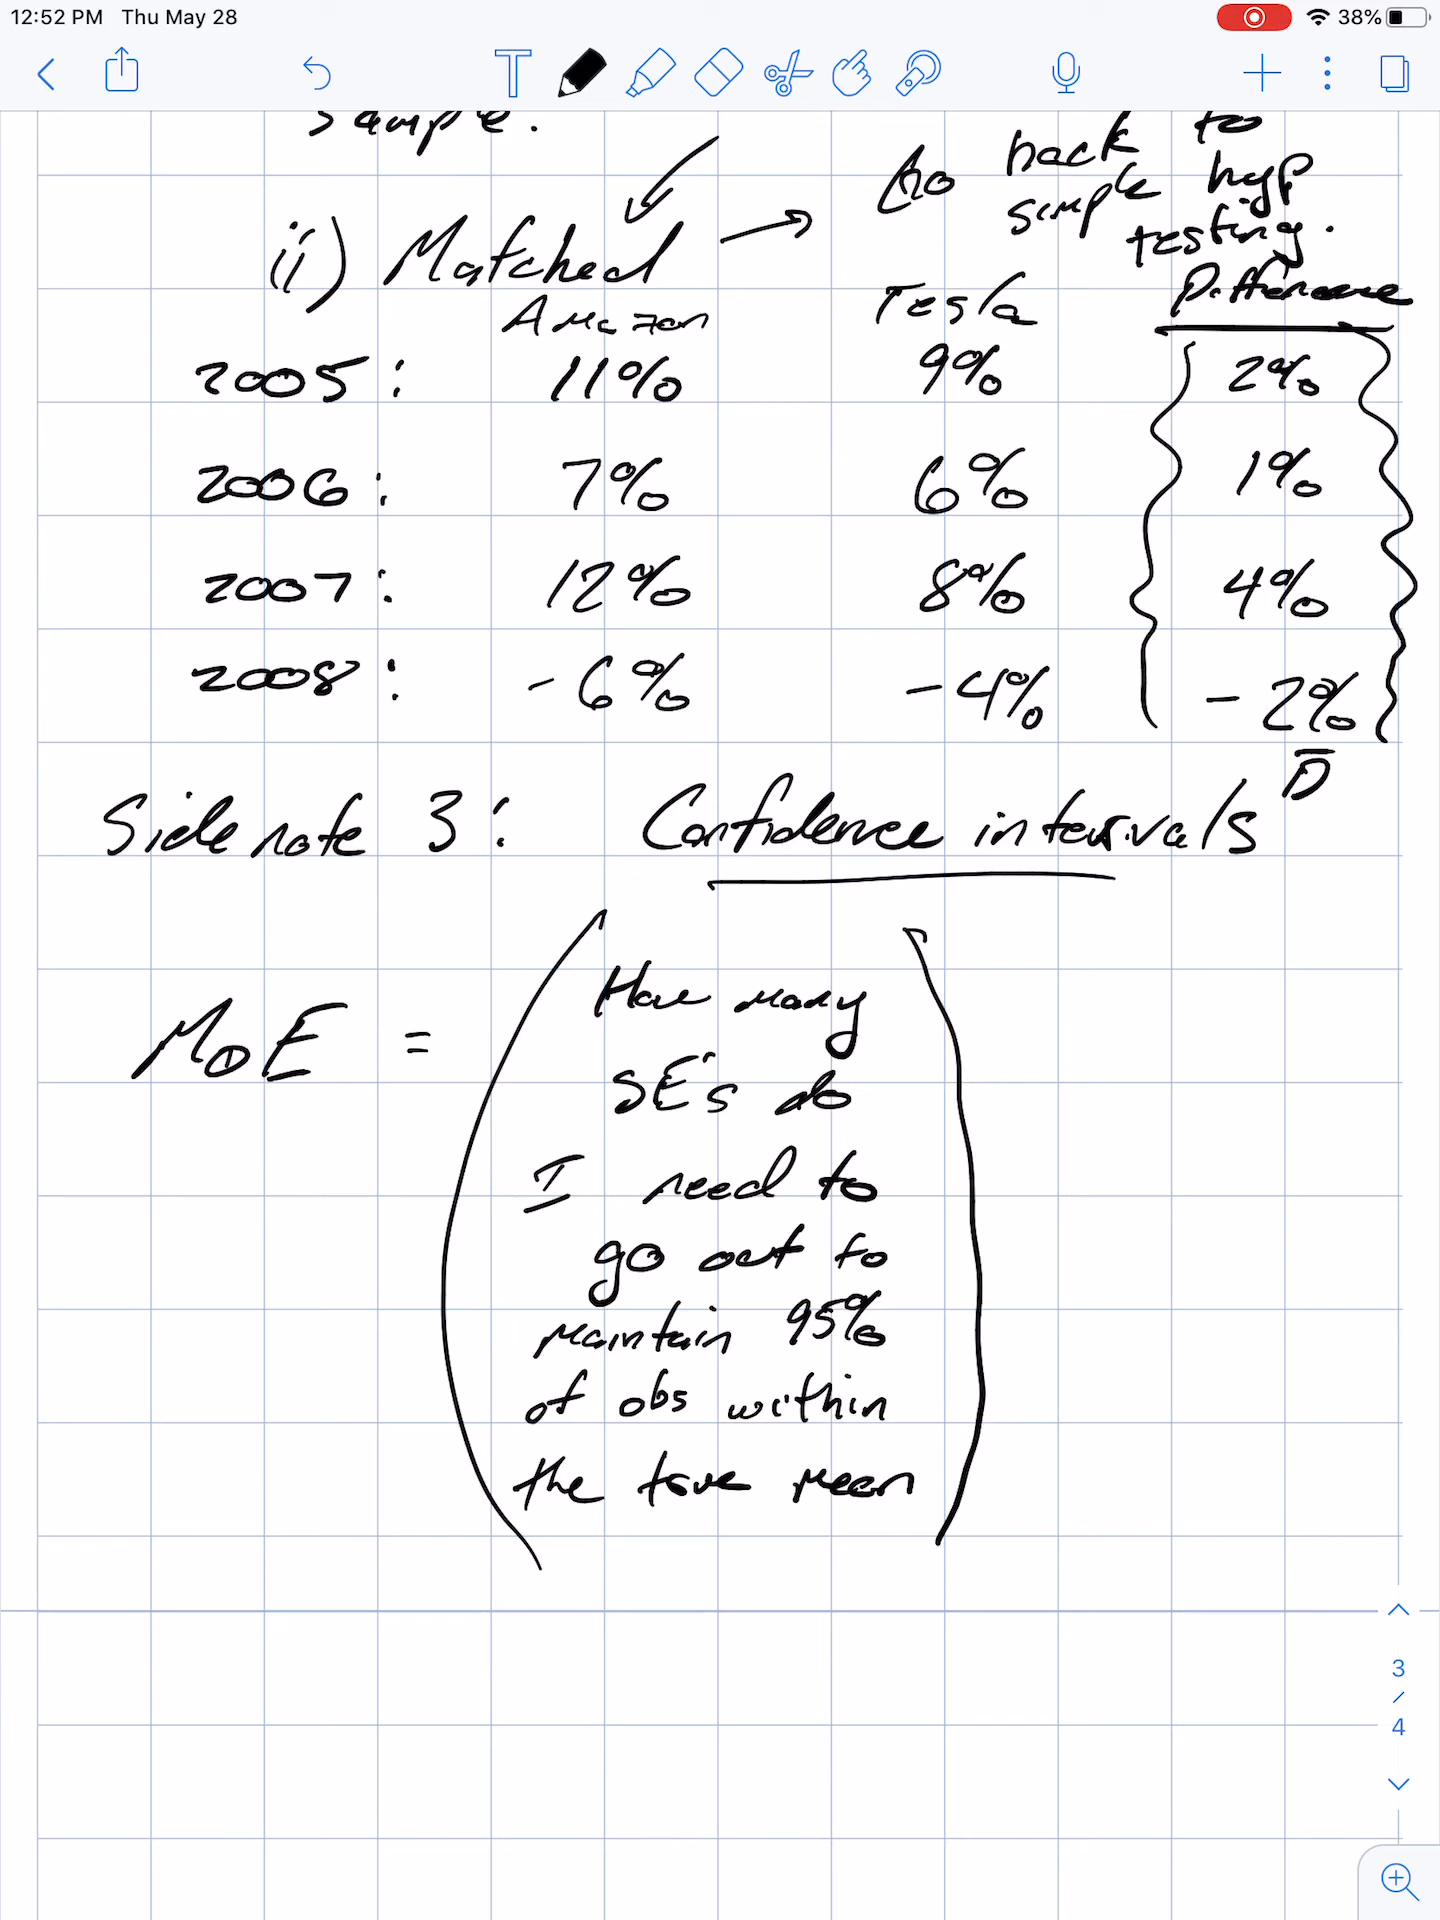 12:52 PM Thu May 28
38%
sample.
Go back to
simple hyp
testing.
ii) Matched
Amazon Tesla Difference
2005: 11% 9% 2%
2006: 7% 6% 1%
2007: 12% 8% 4%
2008: -6% -4% -2%
D̄
Side note 3: Confidence intervals
MoE =
How many
SE's do
I need to
go out to
maintain 95%
of obs within
the true mean
3
/
4